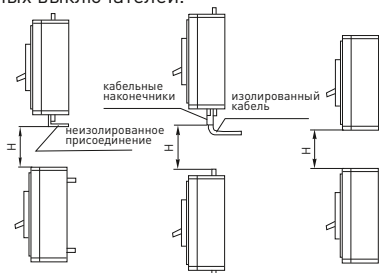 ных выключателей.
кабельные
наконечники
изолированный
кабель
неизолированное
присоединение
H
H
H